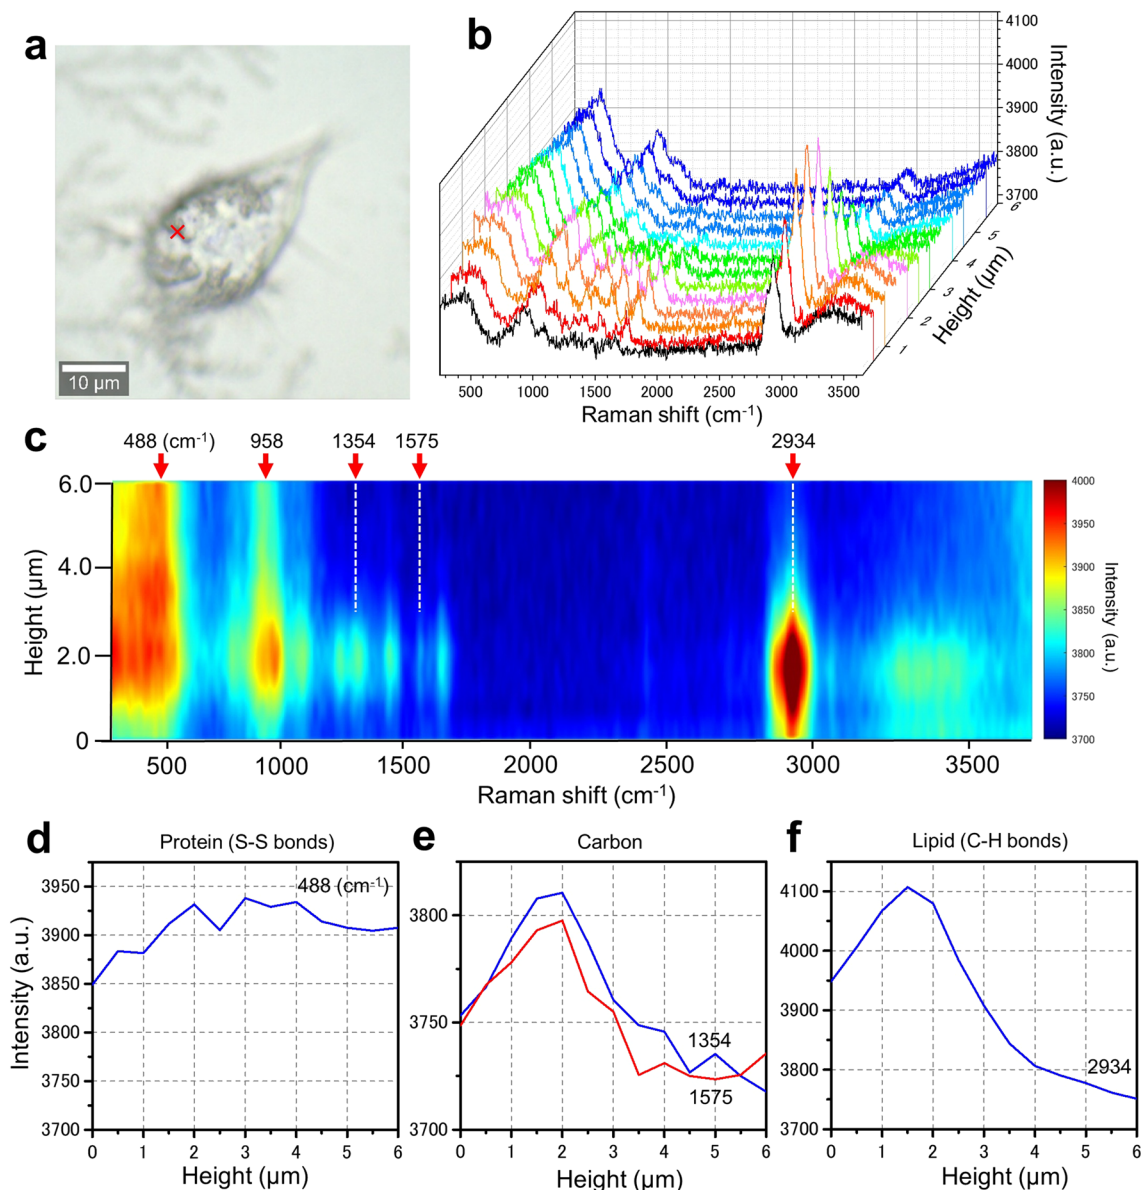 a
10 μm
b
4100
4000
3900
3800
3700
Intensity (a.u.)
6
5
4
3
2
1
Height (μm)
500 1000 1500 2000 2500 3000 3500
Raman shift (cm-1)
c
488 (cm-1) 958 1354 1575 2934
6.0
4.0
2.0
0
Height (μm)
500 1000 1500 2000 2500 3000 3500
Raman shift (cm-1)
4000
3950
3900
3850
3800
3750
3700
Intensity (a.u.)
d
Protein (S-S bonds)
488 (cm-1)
3950
3900
3850
3800
3750
3700
Intensity (a.u.)
0 1 2 3 4 5 6
Height (μm)
e
Carbon
3800
3750
3700
1354
1575
0 1 2 3 4 5 6
Height (μm)
f
Lipid (C-H bonds)
4100
4000
3900
3800
3700
2934
0 1 2 3 4 5 6
Height (μm)